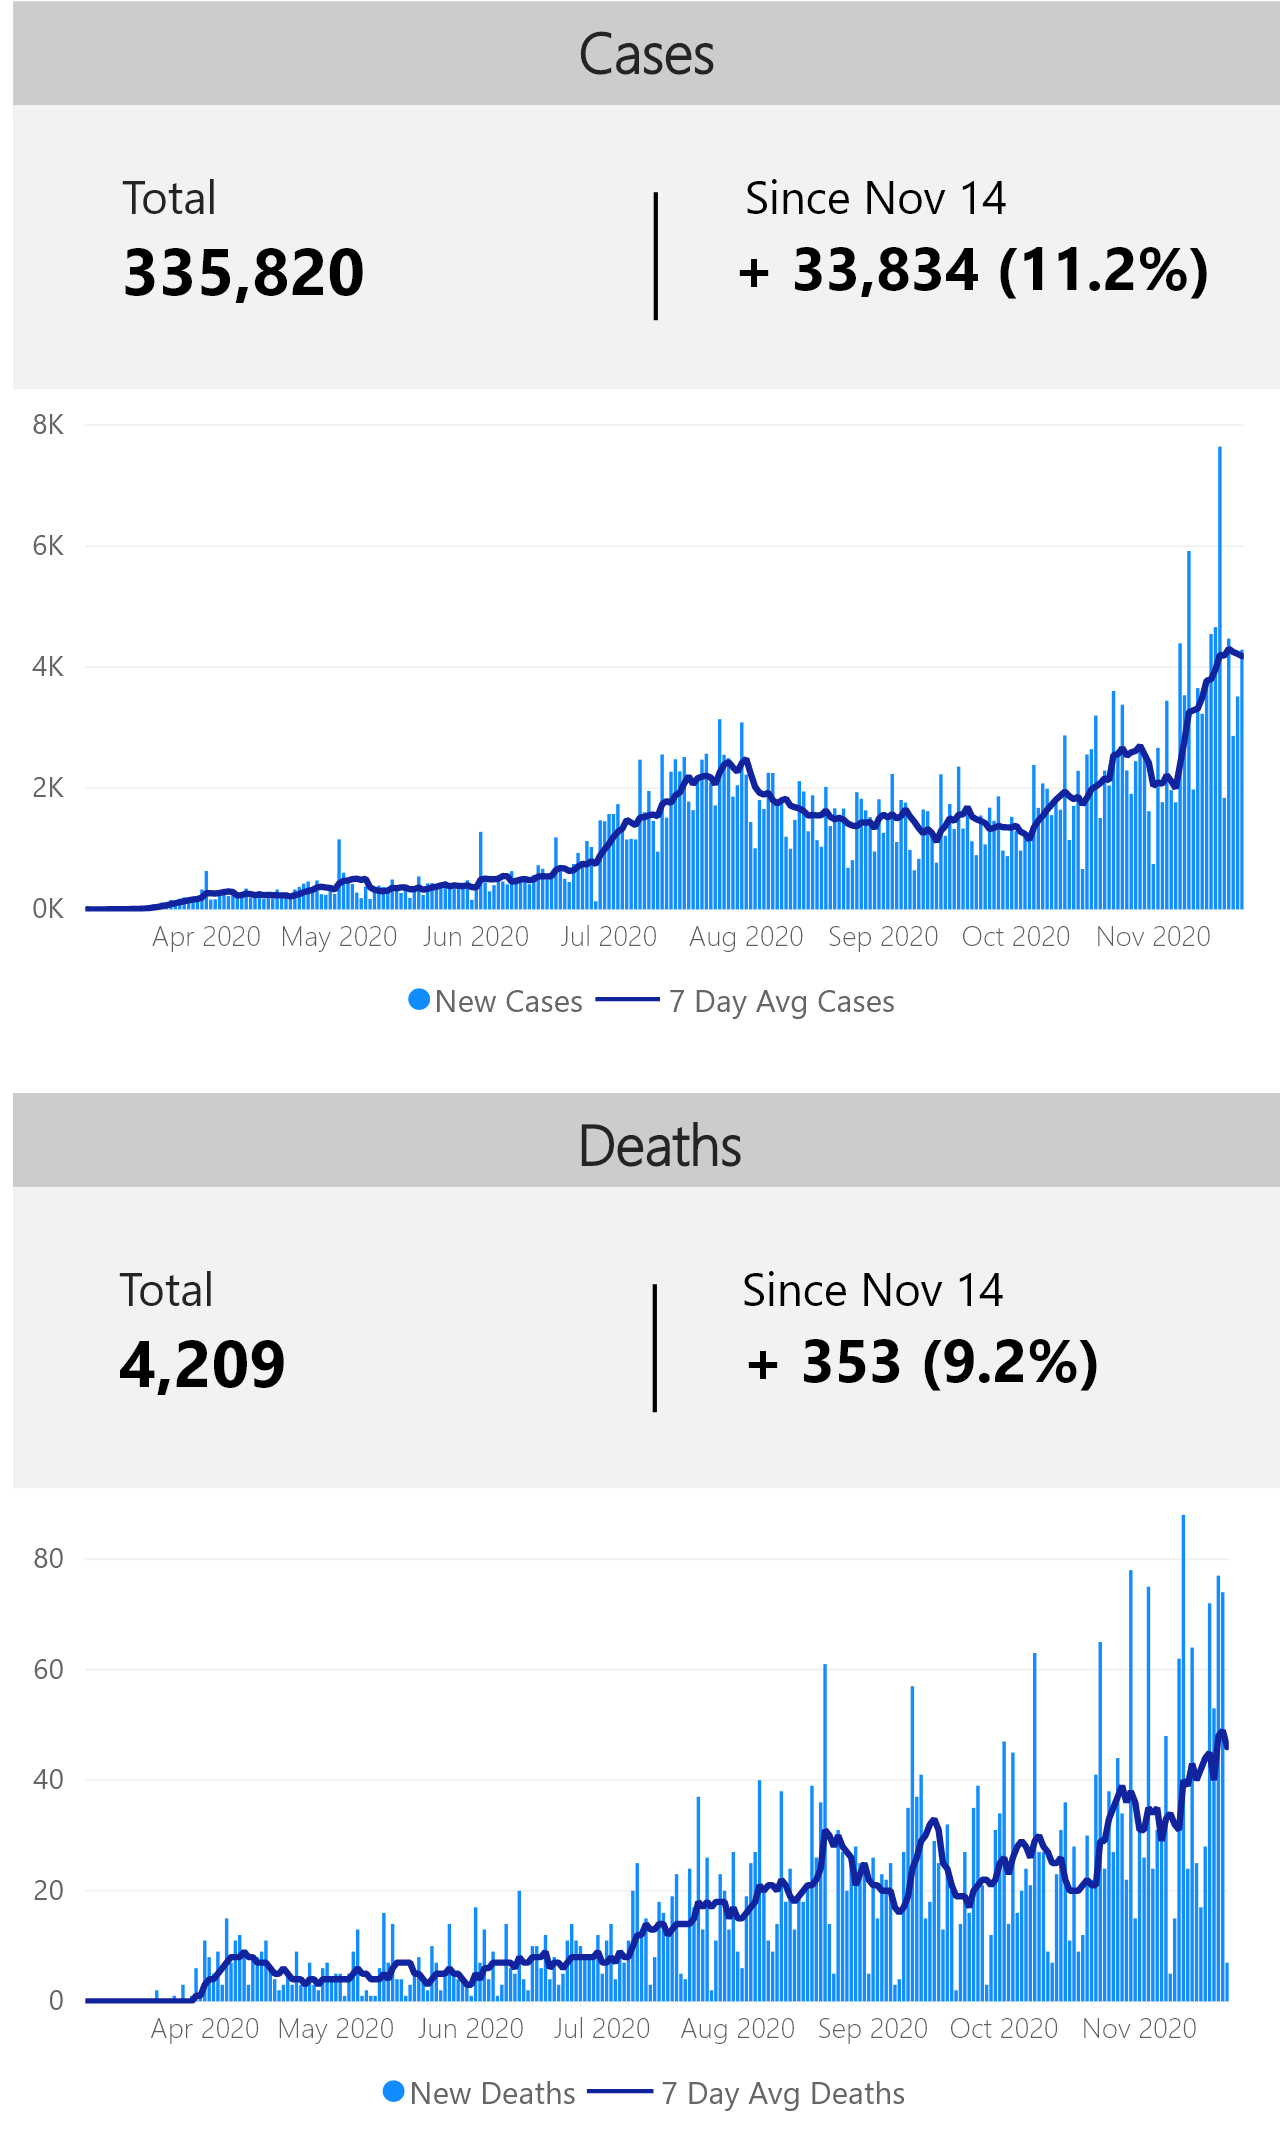 Cases
Total
Since Nov 14
335,820
+ 33,834 (11.2%)
8K
6K
4K
2K
0K
Apr 2020 May 2020 Jun 2020 Jul 2020 Aug 2020 Sep 2020 Oct 2020 Nov 2020
New Cases 7 Day Avg Cases
Deaths
Total
Since Nov 14
4,209
+ 353 (9.2%)
80
60
40
20
0
Apr 2020 May 2020 Jun 2020 Jul 2020 Aug 2020 Sep 2020 Oct 2020 Nov 2020
New Deaths 7 Day Avg Deaths